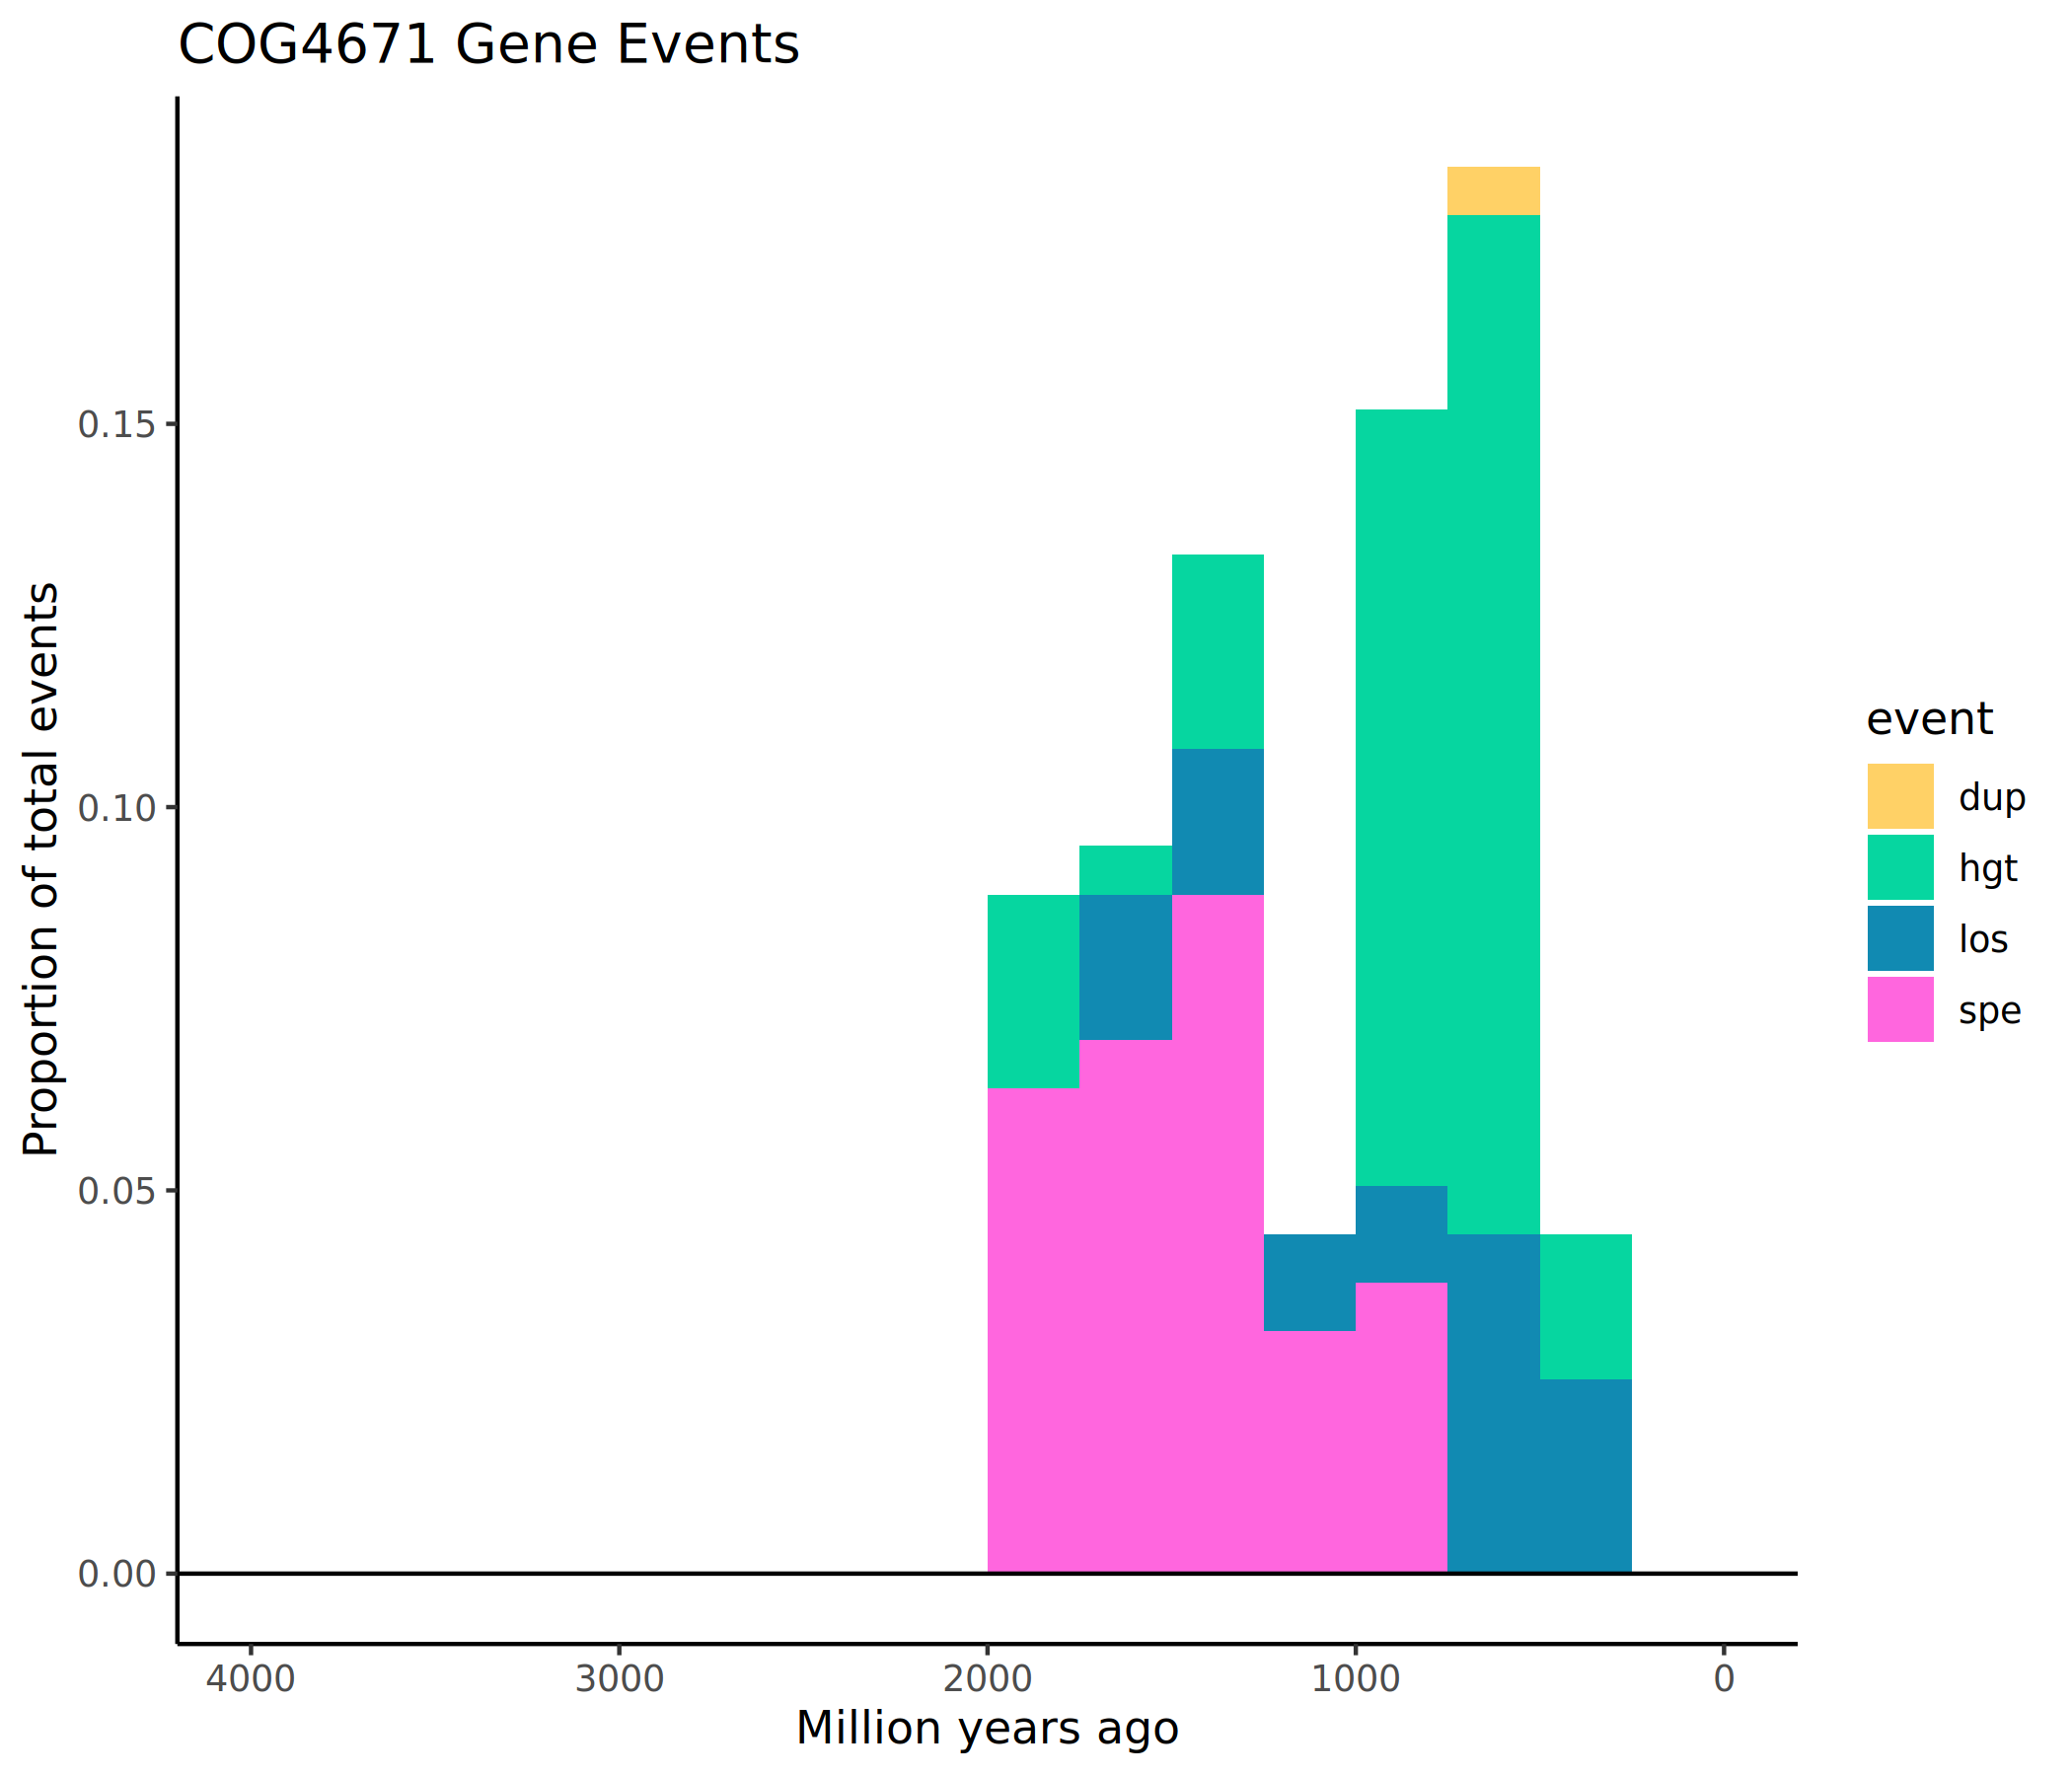 COG4671 Gene Events
Proportion of total events
0.15
0.10
0.05
0.00
4000 3000 2000 1000 0
Million years ago
event
dup
hgt
los
spe